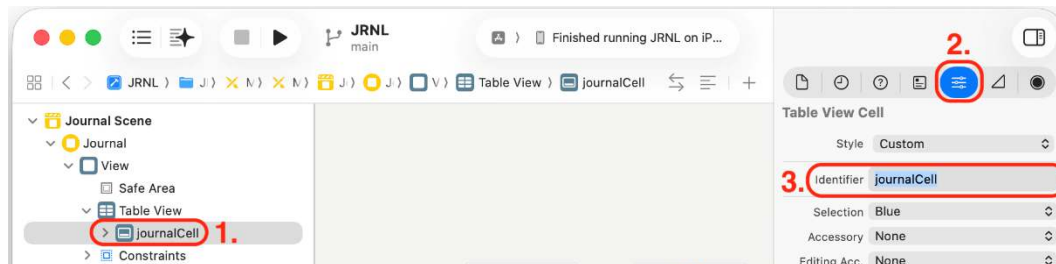 JRNL
main
Finished running JRNL on iP...
2.
JRNL
J
M
M
J
J
V
Table View
journalCell
Journal Scene
Journal
View
Safe Area
Table View
journalCell
1.
Constraints
Table View Cell
Style Custom
3. Identifier journalCell
Selection Blue
Accessory None
Editing Acc. None